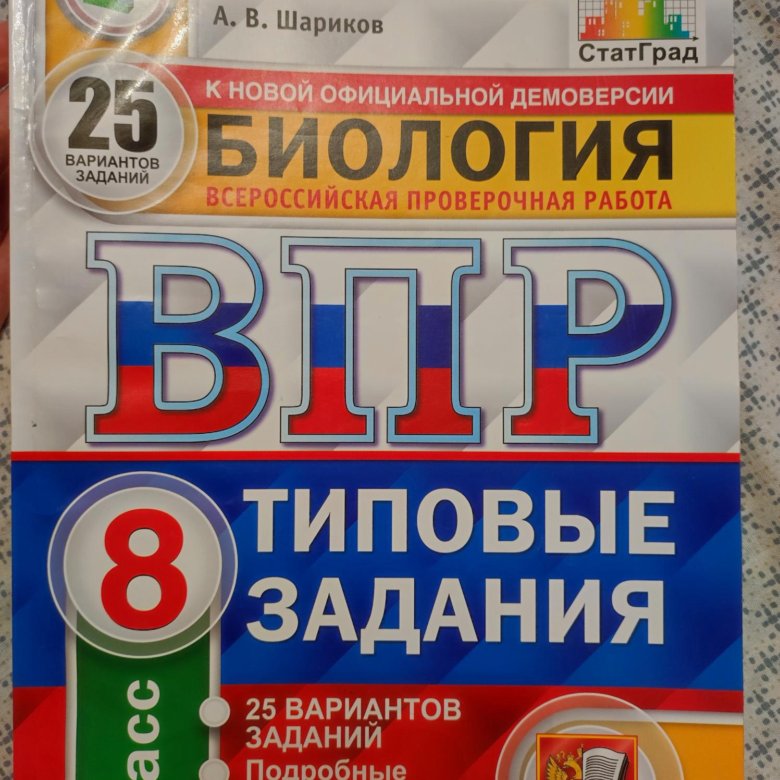 А. В. Шариков
СтатГрад
25
ВАРИАНТОВ
ЗАДАНИЙ
К НОВОЙ ОФИЦИАЛЬНОЙ ДЕМОВЕРСИИ
БИОЛОГИЯ
ВСЕРОССИЙСКАЯ ПРОВЕРОЧНАЯ РАБОТА
ВПР
8
ТИПОВЫЕ
ЗАДАНИЯ
асс
25 ВАРИАНТОВ
ЗАДАНИЙ
Подробные